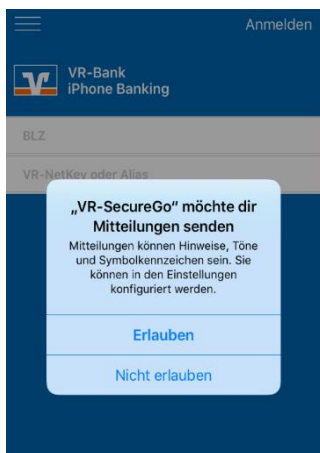 Anmelden
VR-Bank
iPhone Banking
BLZ
VR-NetKey oder Alias
„VR-SecureGo“ möchte dir
Mitteilungen senden
Mitteilungen können Hinweise, Töne
und Symbolkennzeichen sein. Sie
können in den Einstellungen
konfiguriert werden.
Erlauben
Nicht erlauben